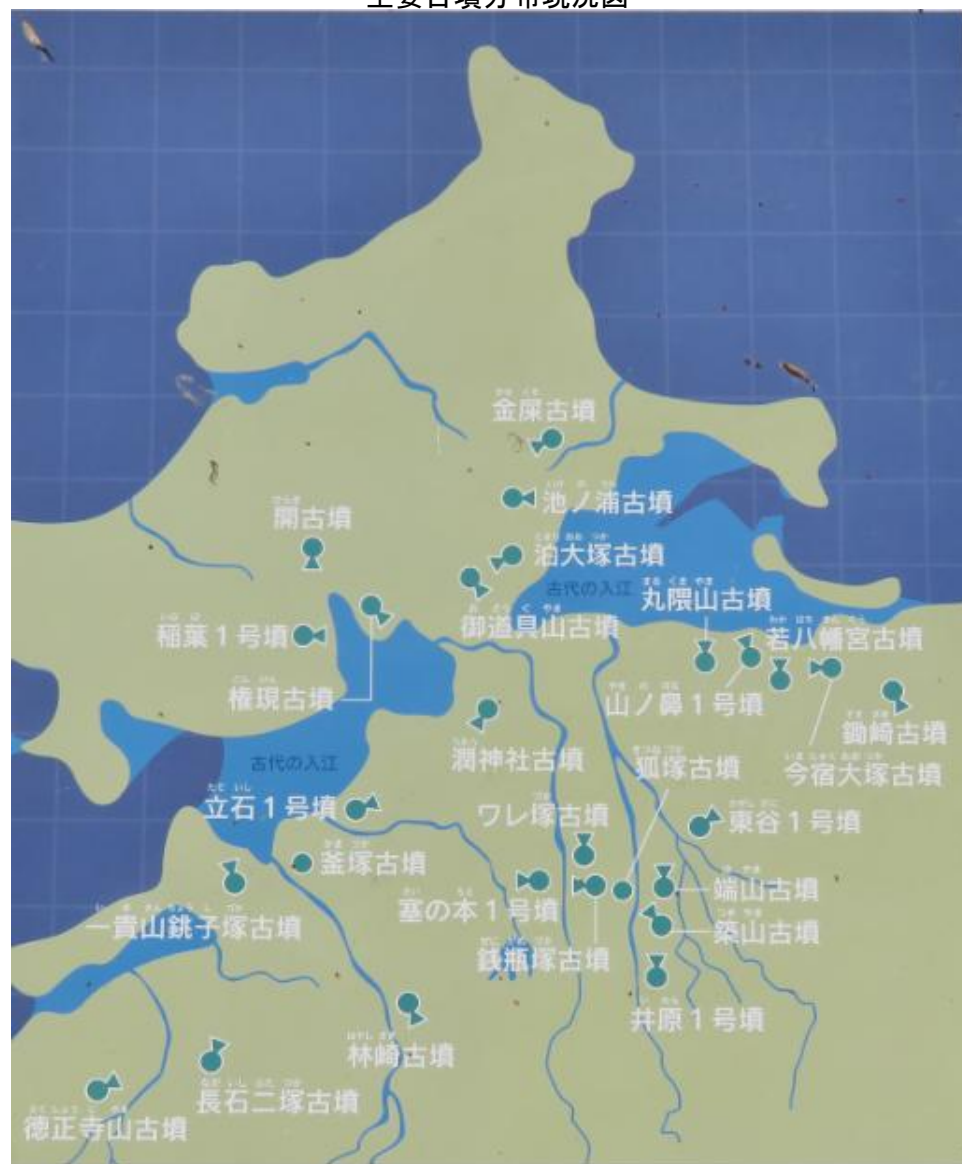 主要古墳分布現況図
金屎古墳
池ノ浦古墳
開古墳
泊大塚古墳
古代の入江
丸隈山古墳
御道具山古墳
若八幡宮古墳
稲葉1号墳
権現古墳
山ノ鼻1号墳
鋤崎古墳
潤神社古墳
狐塚古墳
今宿大塚古墳
古代の入江
立石1号墳
ワレ塚古墳
東谷1号墳
釜塚古墳
塞の本1号墳
端山古墳
一貴山銚子塚古墳
築山古墳
銭瓶塚古墳
井原1号墳
林崎古墳
長石二塚古墳
徳正寺山古墳